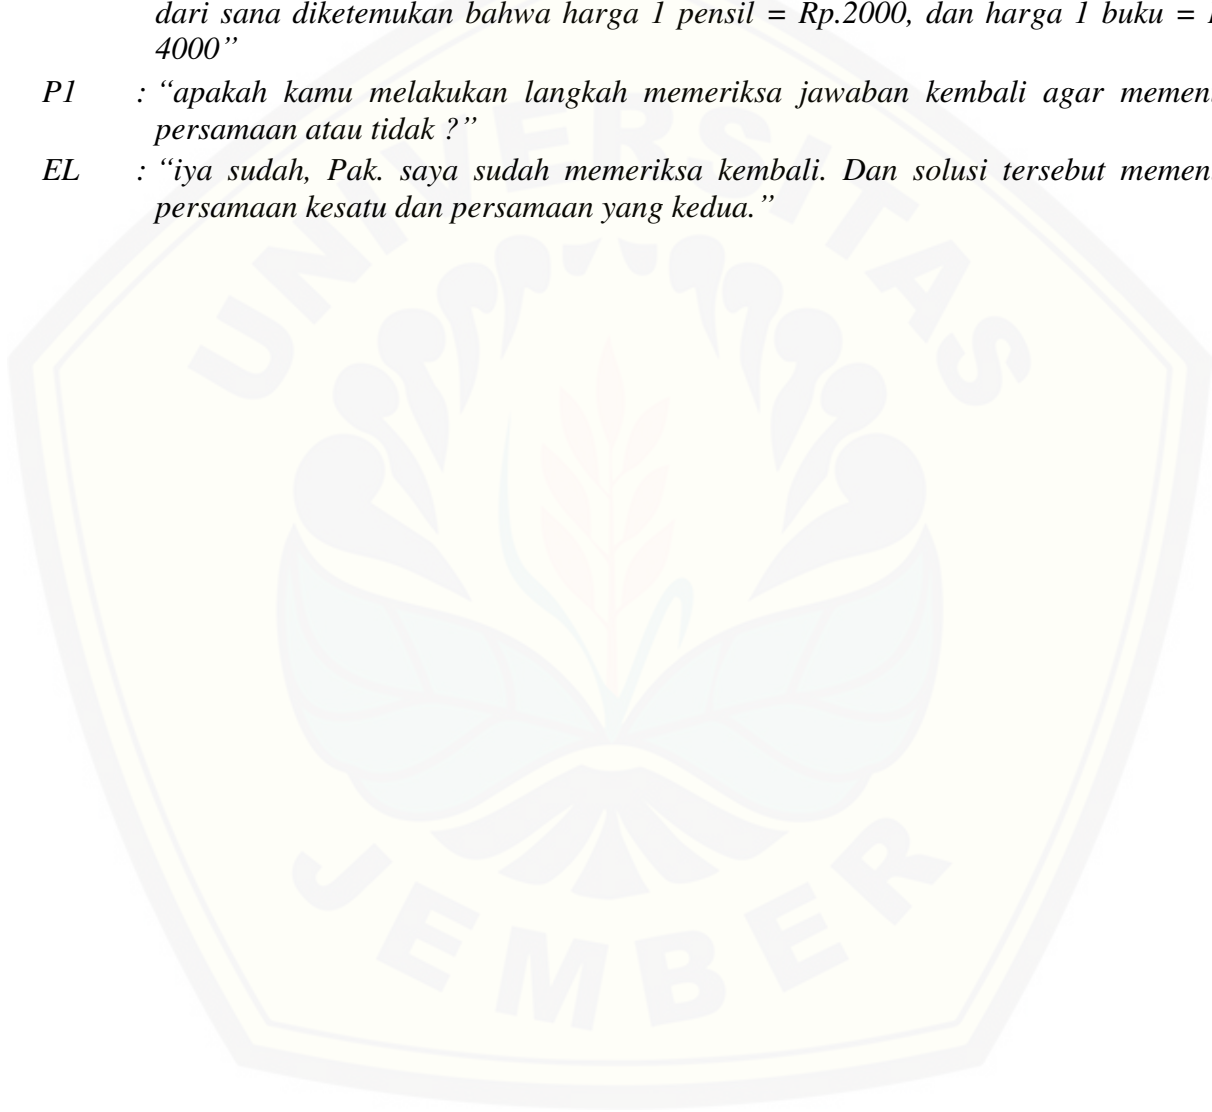 dari sana diketemukan bahwa harga 1 pensil = Rp.2000, dan harga 1 buku =
4000”
P1 : “apakah kamu melakukan langkah memeriksa jawaban kembali agar
persamaan atau tidak ?”
EL : “iya sudah, Pak. saya sudah memeriksa kembali. Dan solusi tersebut
persamaan kesatu dan persamaan yang kedua.”
UNIVERSITAS
JEMBER